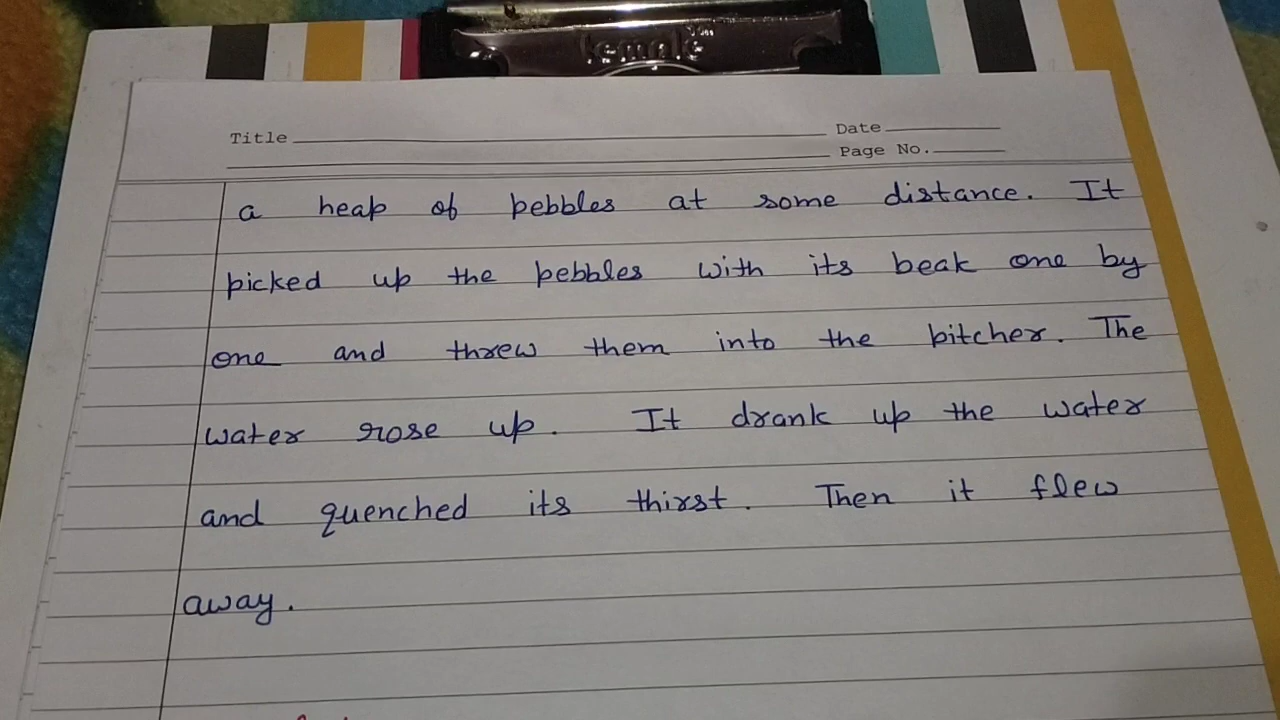 Title Date
Page No.
a heap of pebbles at some distance. It
picked up the pebbles with its beak one by
one and threw them into the pitcher. The
water rose up. It drank up the water
and quenched its thirst. Then it flew
away.